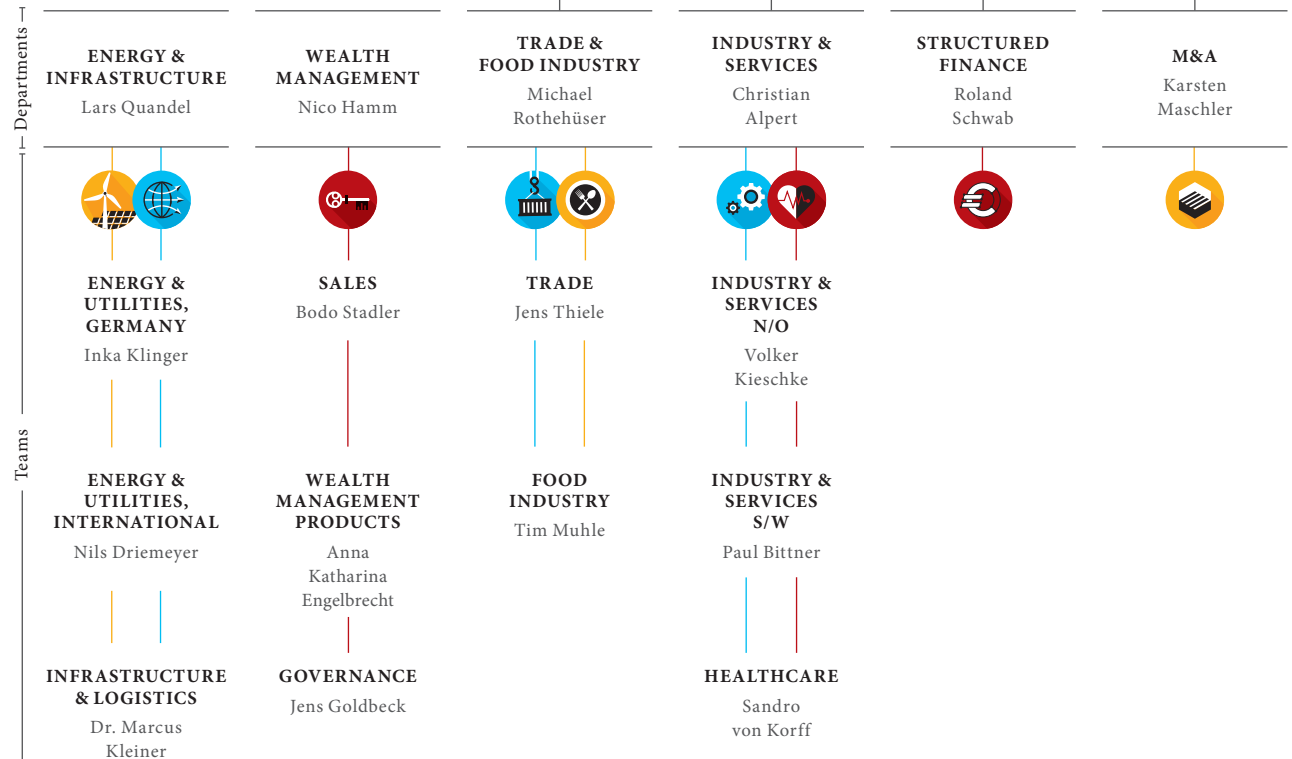 Departments
ENERGY &
INFRASTRUCTURE
Lars Quandel
WEALTH
MANAGEMENT
Nico Hamm
TRADE &
FOOD INDUSTRY
Michael
Rothehüser
INDUSTRY &
SERVICES
Christian
Alpert
STRUCTURED
FINANCE
Roland
Schwab
M&A
Karsten
Maschler
Teams
ENERGY &
UTILITIES,
GERMANY
Inka Klinger
SALES
Bodo Stadler
TRADE
Jens Thiele
INDUSTRY &
SERVICES
N/O
Volker
Kieschke
ENERGY &
UTILITIES,
INTERNATIONAL
Nils Driemeyer
WEALTH
MANAGEMENT
PRODUCTS
Anna
Katharina
Engelbrecht
FOOD
INDUSTRY
Tim Muhle
INDUSTRY &
SERVICES
S/W
Paul Bittner
INFRASTRUCTURE
& LOGISTICS
Dr. Marcus
Kleiner
GOVERNANCE
Jens Goldbeck
HEALTHCARE
Sandro
von Korff